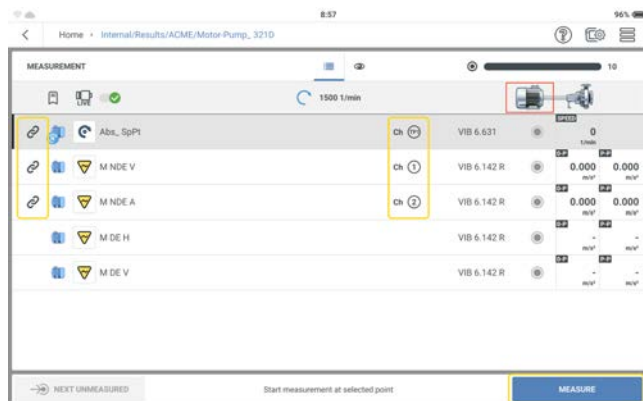 8:57
96%
Home • Internal/Results/ACME/Motor-Pump_ 321D
MEASUREMENT
10
LIVE
1500 1/min
Abs_ SpPt
Ch
VIB 6.631
SPEED
0
1/min
M NDE V
Ch 1
VIB 6.142 R
0-P
P-P
0.000
0.000
m/s²
m/s²
M NDE A
Ch 2
VIB 6.142 R
0-P
P-P
0.000
0.000
m/s²
m/s²
M DE H
VIB 6.142 R
0-P
P-P
-
-
m/s²
m/s²
M DE V
VIB 6.142 R
0-P
P-P
-
-
m/s²
m/s²
NEXT UNMEASURED
Start measurement at selected point
MEASURE